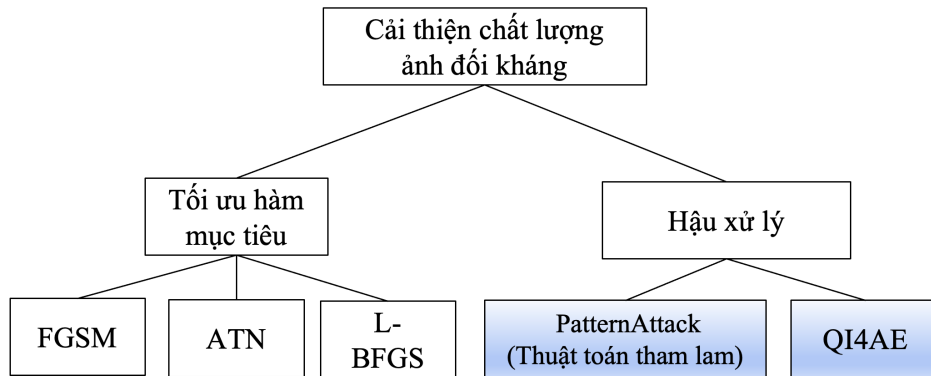 Cải thiện chất lượng
ảnh đối kháng
Tối ưu hàm
mục tiêu
Hậu xử lý
FGSM
ATN
L-
BFGS
PatternAttack
(Thuật toán tham lam)
QI4AE